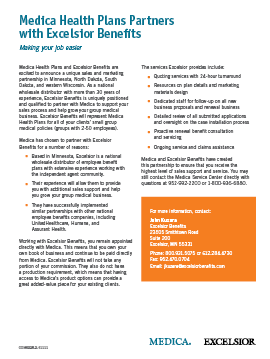 Medica Health Plans Partners
with Excelsior Benefits
Making your job easier
Medica Health Plans and Excelsior Benefits are
excited to announce a unique sales and marketing
partnership in Minnesota, North Dakota, South
Dakota, and western Wisconsin. As a national
wholesale distributor with more than 30 years of
experience, Excelsior Benefits is uniquely positioned
and qualified to partner with Medica to support your
sales process and help grow your group medical
business. Excelsior Benefits will represent Medica
Health Plans for all of your clients' small group
medical policies (groups with 2-50 employees).
Medica has chosen to partner with Excelsior
Benefits for a number of reasons:
• Based in Minnesota, Excelsior is a national
wholesale distributor of employee benefit
plans with extensive experience working with
the independent agent community.
• Their experience will allow them to provide
you with additional sales support and help
you grow your group medical business.
• They have successfully implemented
similar partnerships with other national
employee benefits companies, including
UnitedHealthcare, Humana, and
Assurant Health.
Working with Excelsior Benefits, you remain appointed
directly with Medica. This means that you own your
own book of business and continue to be paid directly
from Medica. Excelsior Benefits will not take any
portion of your commission. They also do not have
a production requirement, which means that having
access to Medica's product options can provide a
great added-value piece for your existing clients.
The services Excelsior provides include:
• Quoting services with 24-hour turnaround
• Resources on plan details and marketing
materials design
• Dedicated staff for follow-up on all new
business proposals and renewal business
• Detailed review of all submitted applications
and oversight on the case installation process
• Proactive renewal benefit consultation
and servicing
• Ongoing service and claims assistance
Medica and Excelsior Benefits have created
this partnership to ensure that you receive the
highest level of sales support and service. You may
still contact the Medica Service Center directly with
questions at 952-992-2200 or 1-800-936-6880.
For more information, contact:
Excelsior Benefits
Suite 200
Excelsior, MN 55331
MEDICA.
EXCELSIOR